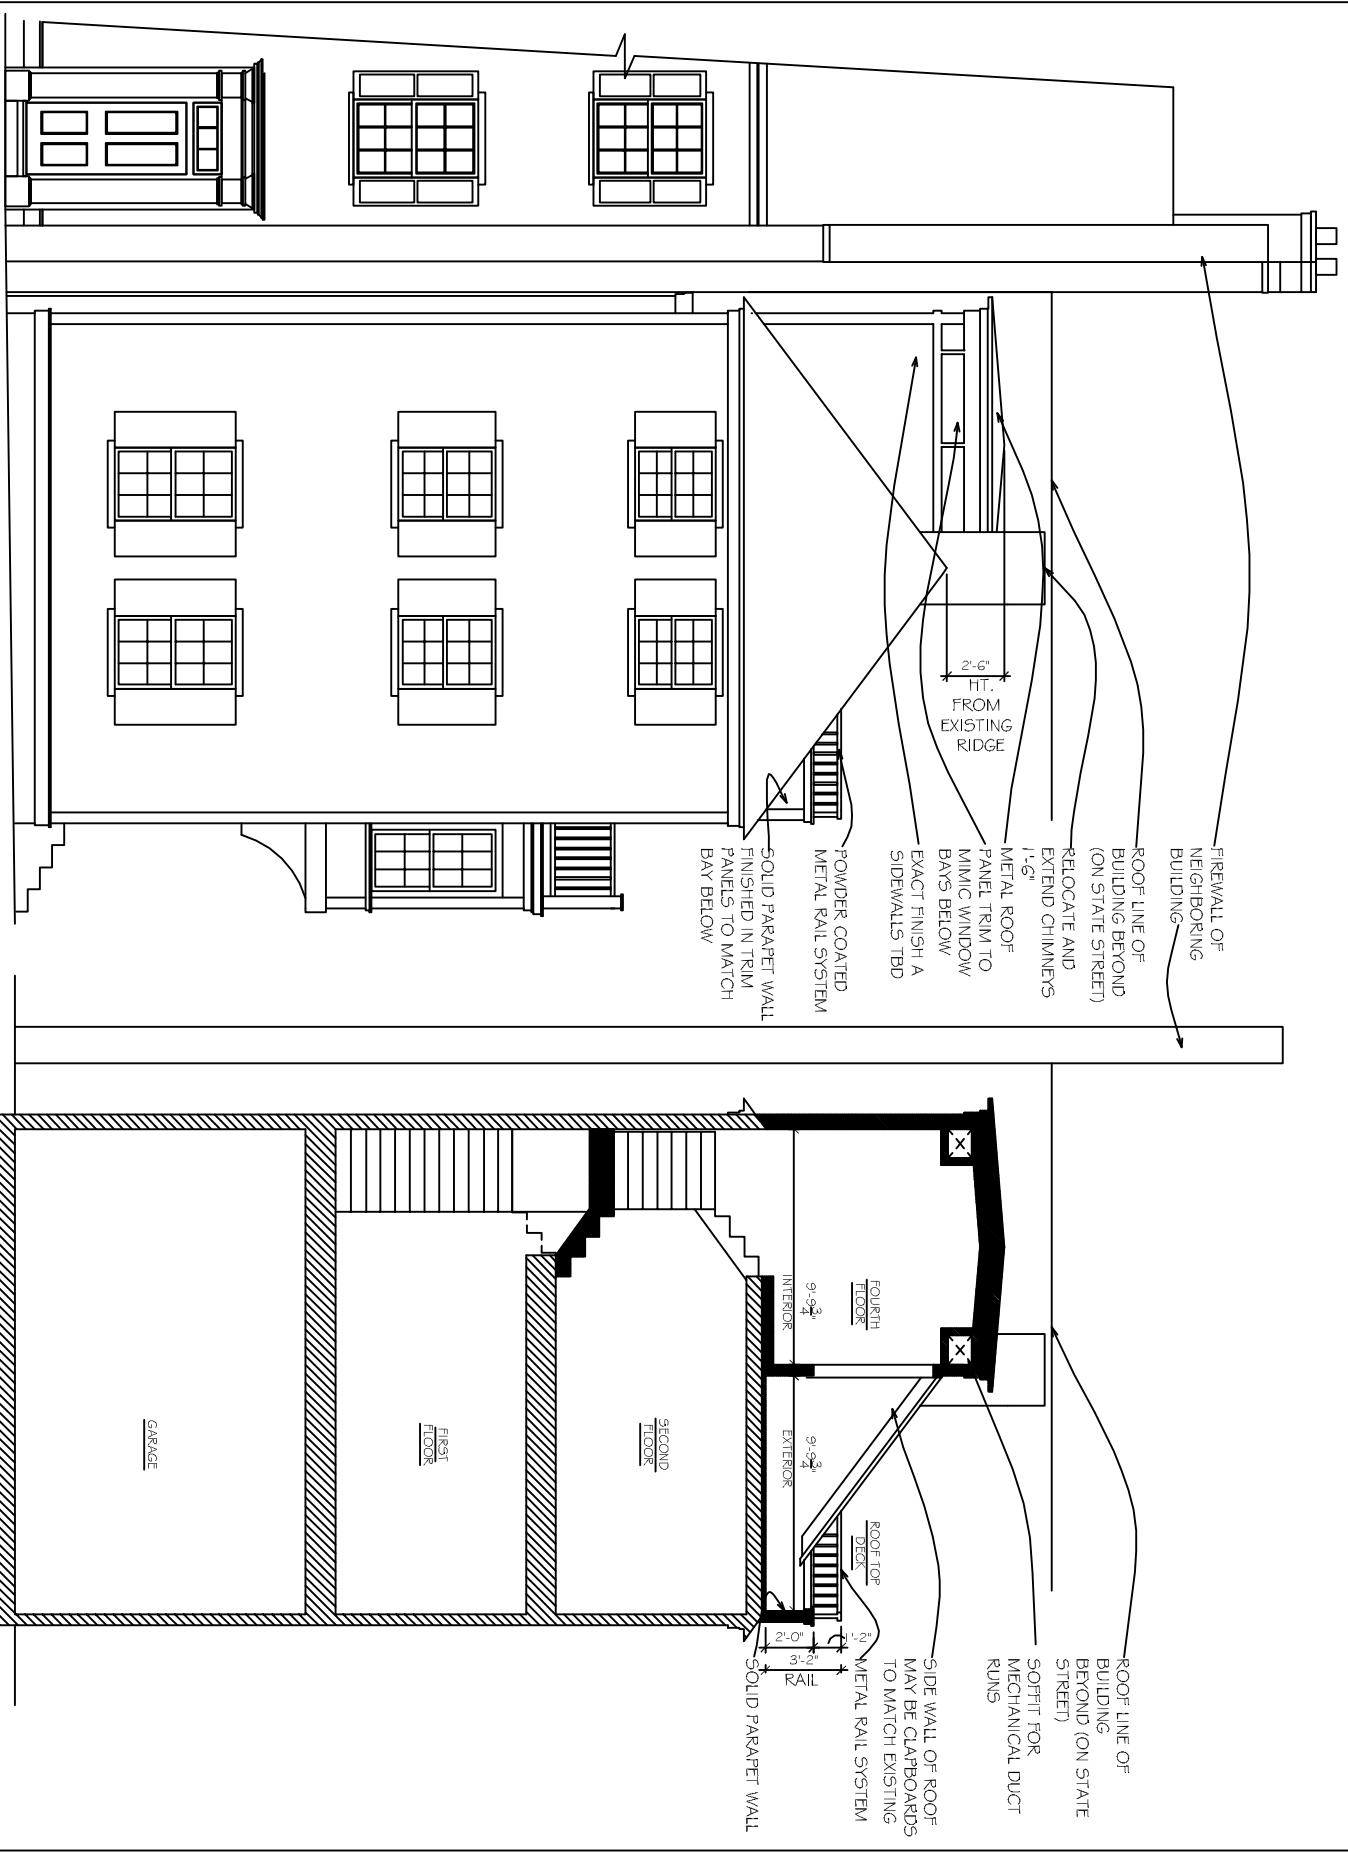 FIREWALL OF
NEIGHBORING
BUILDING
ROOF LINE OF
BUILDING BEYOND
(ON STATE STREET)
RELOCATE AND
EXTEND CHIMNEYS
1'-6"
METAL ROOF
PANEL TRIM TO
MIMIC WINDOW
BAYS BELOW
EXACT FINISH A
SIDEWALLS TBD
POWDER COATED
METAL RAIL SYSTEM
SOLID PARAPET WALL
FINISHED IN TRIM
PANELS TO MATCH
BAY BELOW
2'-6"
HT.
FROM
EXISTING
RIDGE
ROOF LINE OF
BUILDING
BEYOND (ON STATE
STREET)
SOFFIT FOR
MECHANICAL DUCT
RUNS
SIDE WALL OF ROOF
MAY BE CLAPBOARDS
TO MATCH EXISTING
METAL RAIL SYSTEM
SOLID PARAPET WALL
FOURTH
FLOOR
9'-9 3/4"
INTERIOR
9'-9 3/4"
EXTERIOR
ROOF TOP
DECK
2'-0"
1'-2"
3'-2"
RAIL
SECOND
FLOOR
FIRST
FLOOR
GARAGE